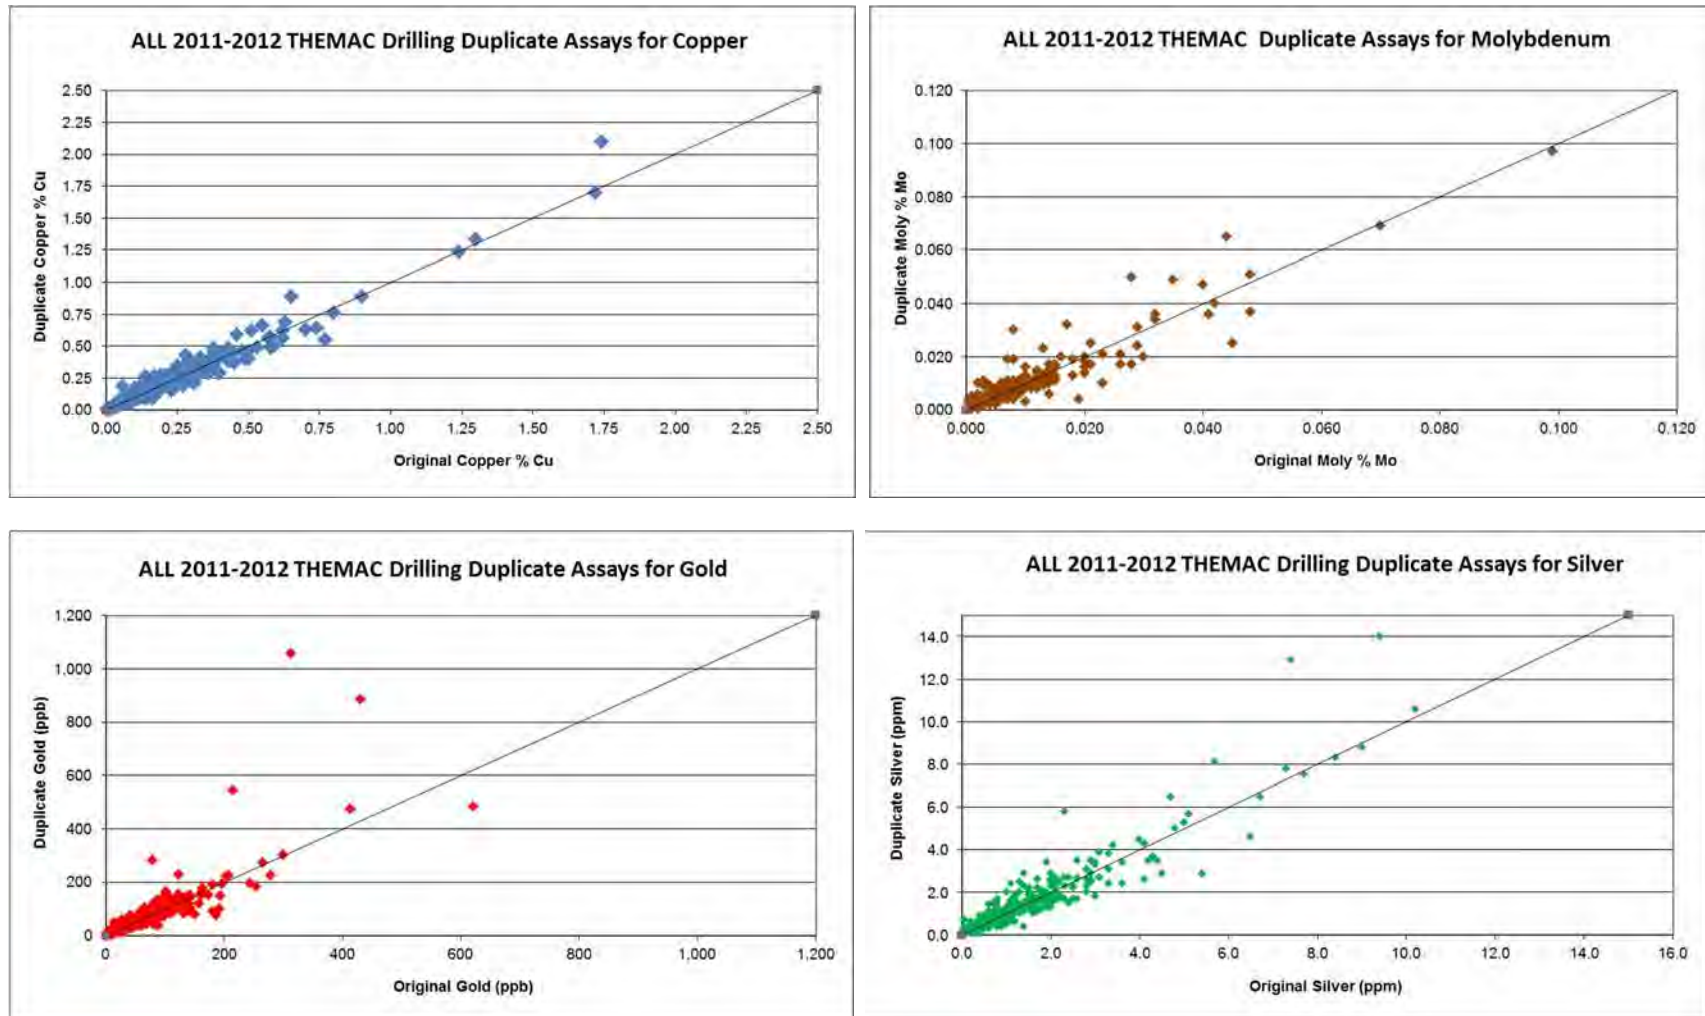 ALL 2011-2012 THEMAC Drilling Duplicate Assays for Copper
2.50
2.25
2.00
1.75
1.50
1.25
1.00
0.75
0.50
0.25
0.00
Duplicate Copper % Cu
0.00 0.25 0.50 0.75 1.00 1.25 1.50 1.75 2.00 2.25 2.50
Original Copper % Cu
ALL 2011-2012 THEMAC Duplicate Assays for Molybdenum
0.120
0.100
0.080
0.060
0.040
0.020
0.000
Duplicate Moly % Mo
0.000 0.020 0.040 0.060 0.080 0.100 0.120
Original Moly % Mo
ALL 2011-2012 THEMAC Drilling Duplicate Assays for Gold
1,200
1,000
800
600
400
200
0
Duplicate Gold (ppb)
0 200 400 600 800 1,000 1,200
Original Gold (ppb)
ALL 2011-2012 THEMAC Drilling Duplicate Assays for Silver
14.0
12.0
10.0
8.0
6.0
4.0
2.0
0.0
Duplicate Silver (ppm)
0.0 2.0 4.0 6.0 8.0 10.0 12.0 14.0 16.0
Original Silver (ppm)